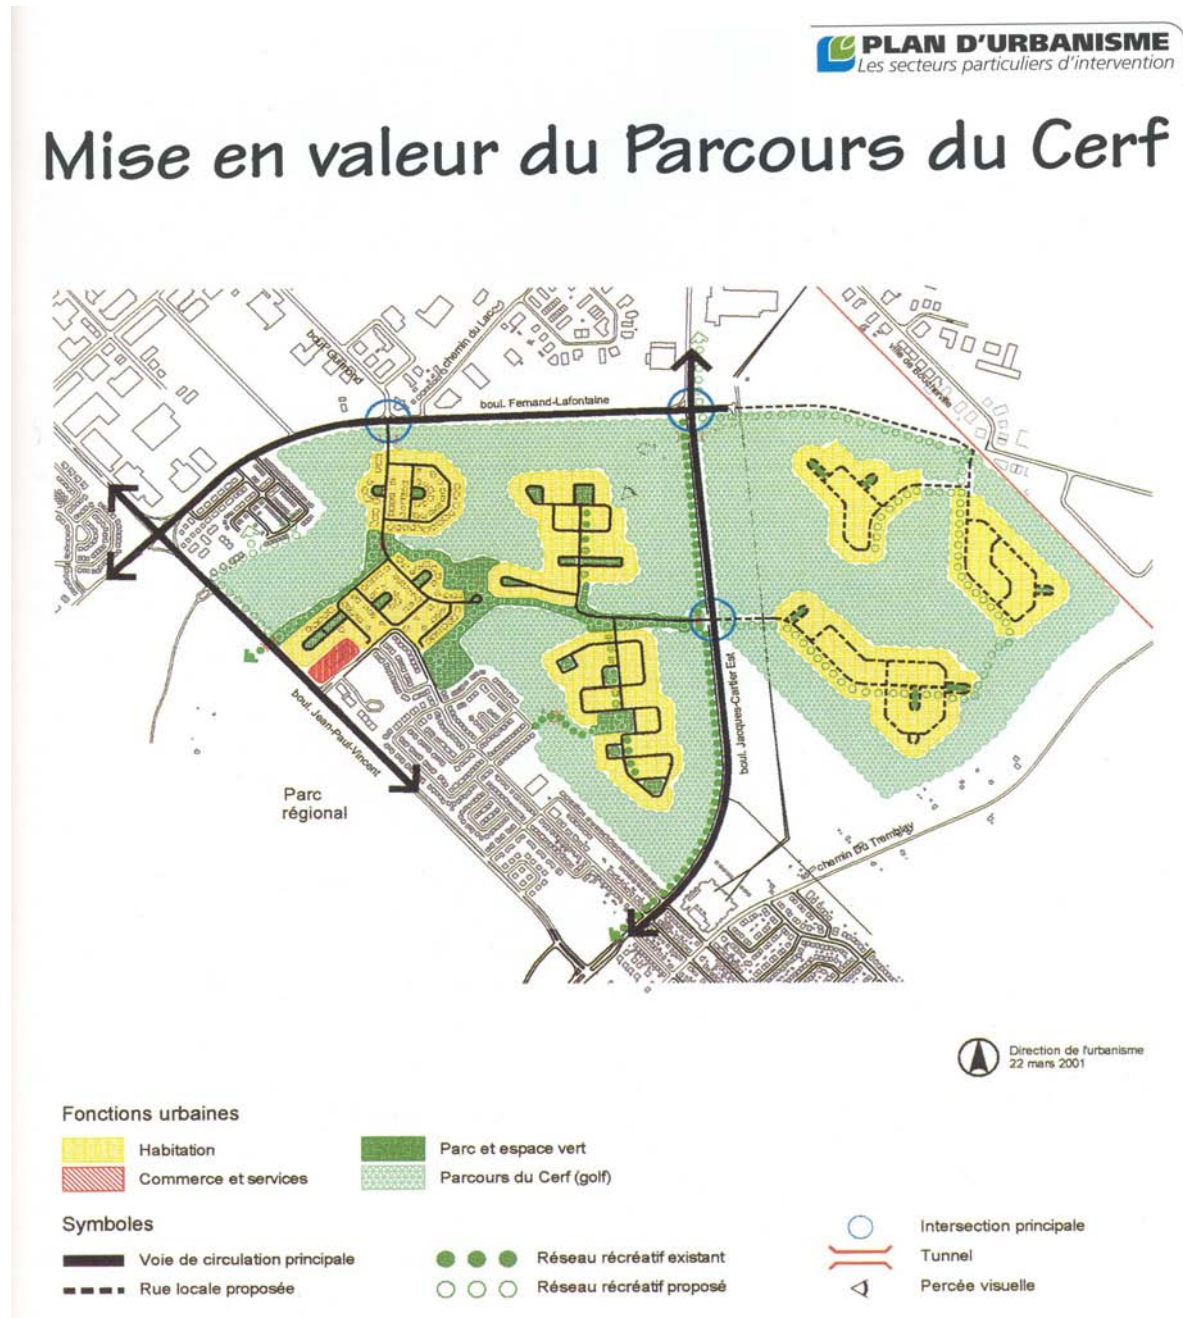 PLAN D'URBANISME
Les secteurs particuliers d'intervention
Mise en valeur du Parcours du Cerf
boul. Guimond
chemin du Lac
boul. Fernand-Lafontaine
ville de Boucherville
boul. Jacques-Cartier Est
boul. Jean-Paul-Vincent
Parc
régional
chemin Du Tremblay
Direction de l'urbanisme
22 mars 2001
Fonctions urbaines
Habitation
Parc et espace vert
Commerce et services
Parcours du Cerf (golf)
Symboles
Intersection principale
Voie de circulation principale
Réseau récréatif existant
Tunnel
Rue locale proposée
Réseau récréatif proposé
Percée visuelle